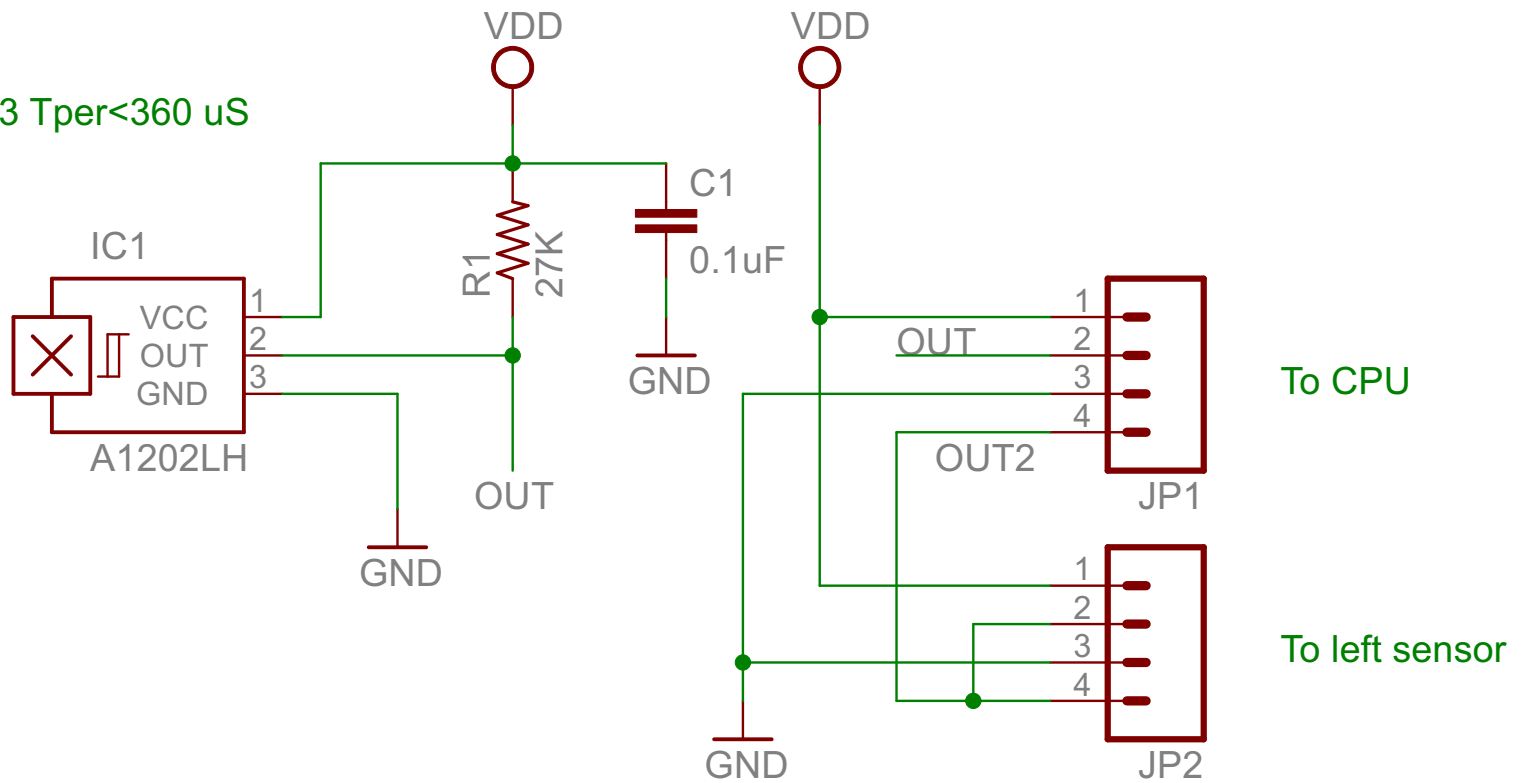 VDD
VDD
3 Tper<360 uS
C1
0.1uF
R1
27K
IC1
VCC
OUT
GND
1
2
3
A1202LH
GND
OUT
GND
1
2
3
4
OUT
OUT2
JP1
To CPU
1
2
3
4
JP2
To left sensor
GND